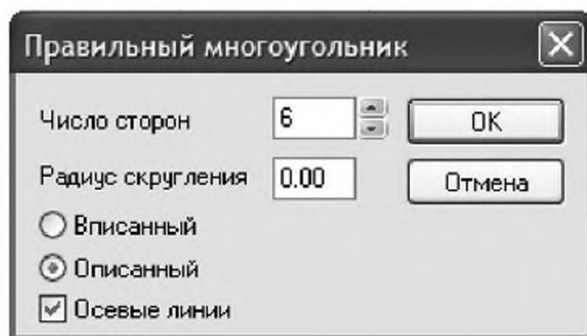 Правильный многоугольник
Число сторон 6 OK
Радиус скругления 0.00 Отмена
Вписанный
Описанный
Осевые линии